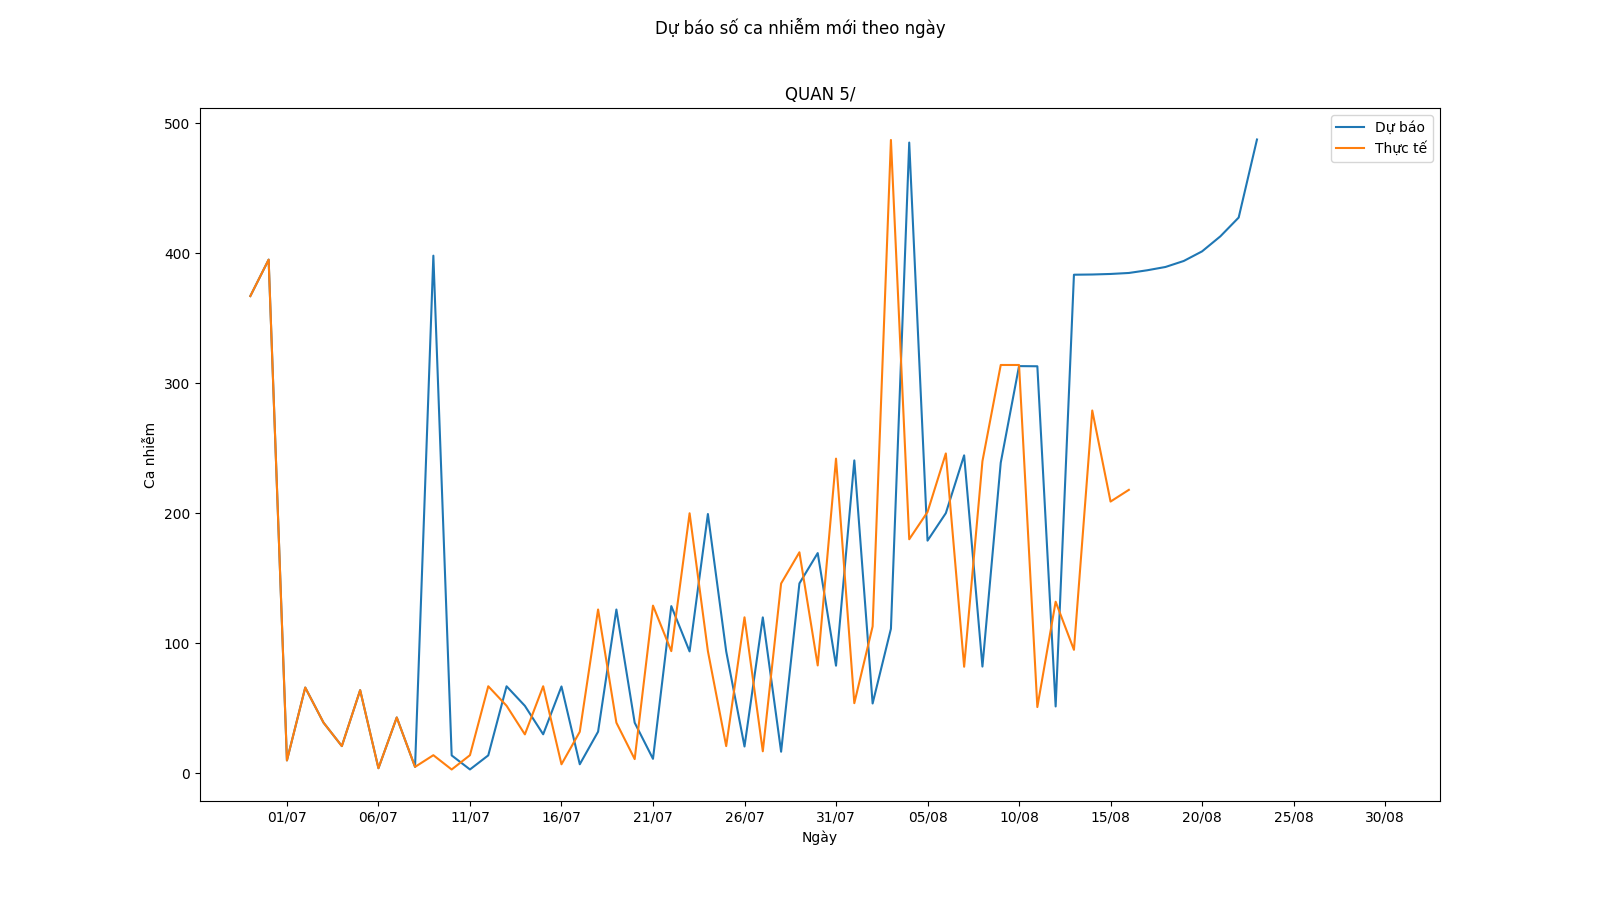 Dự báo số ca nhiễm mới theo ngày
QUAN 5/
Dự báo
Thực tế
500
400
300
200
100
0
Ca nhiễm
01/07 06/07 11/07 16/07 21/07 26/07 31/07 05/08 10/08 15/08 20/08 25/08 30/08
Ngày